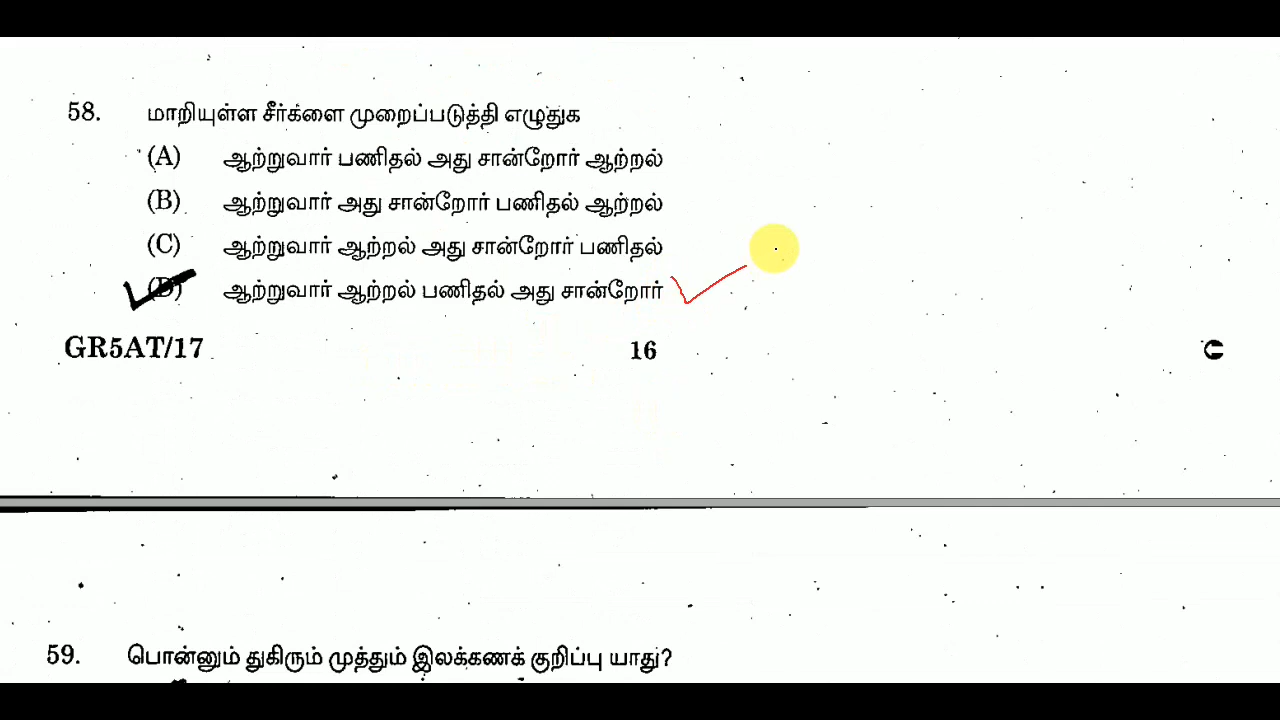 58. மாறியுள்ள சீர்களை முறைப்படுத்தி எழுதுக
(A) ஆற்றுவார் பணிதல் அது சான்றோர் ஆற்றல்
(B) ஆற்றுவார் அது சான்றோர் பணிதல் ஆற்றல்
(C) ஆற்றுவார் ஆற்றல் அது சான்றோர் பணிதல்
(D) ஆற்றுவார் ஆற்றல் பணிதல் அது சான்றோர்
GR5AT/17 16 C
59. பொன்னும் துகிரும் முத்தும் இலக்கணக் குறிப்பு யாது?